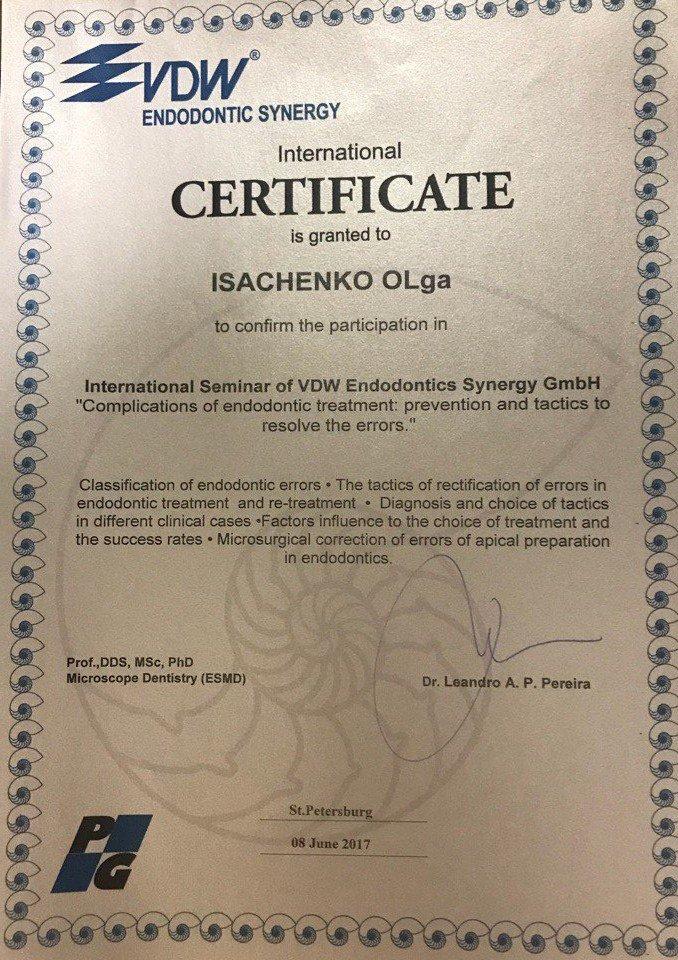 VDW®
ENDODONTIC SYNERGY
International
CERTIFICATE
is granted to
ISACHENKO OLga
to confirm the participation in
International Seminar of VDW Endodontics Synergy GmbH
"Complications of endodontic treatment: prevention and tactics to
resolve the errors."
Classification of endodontic errors • The tactics of rectification of errors in
endodontic treatment and re-treatment • Diagnosis and choice of tactics
in different clinical cases •Factors influence to the choice of treatment and
the success rates • Microsurgical correction of errors of apical preparation
in endodontics.
Prof.,DDS, MSc, PhD
Microscope Dentistry (ESMD)
Dr. Leandro A. P. Pereira
St.Petersburg
08 June 2017
P
G